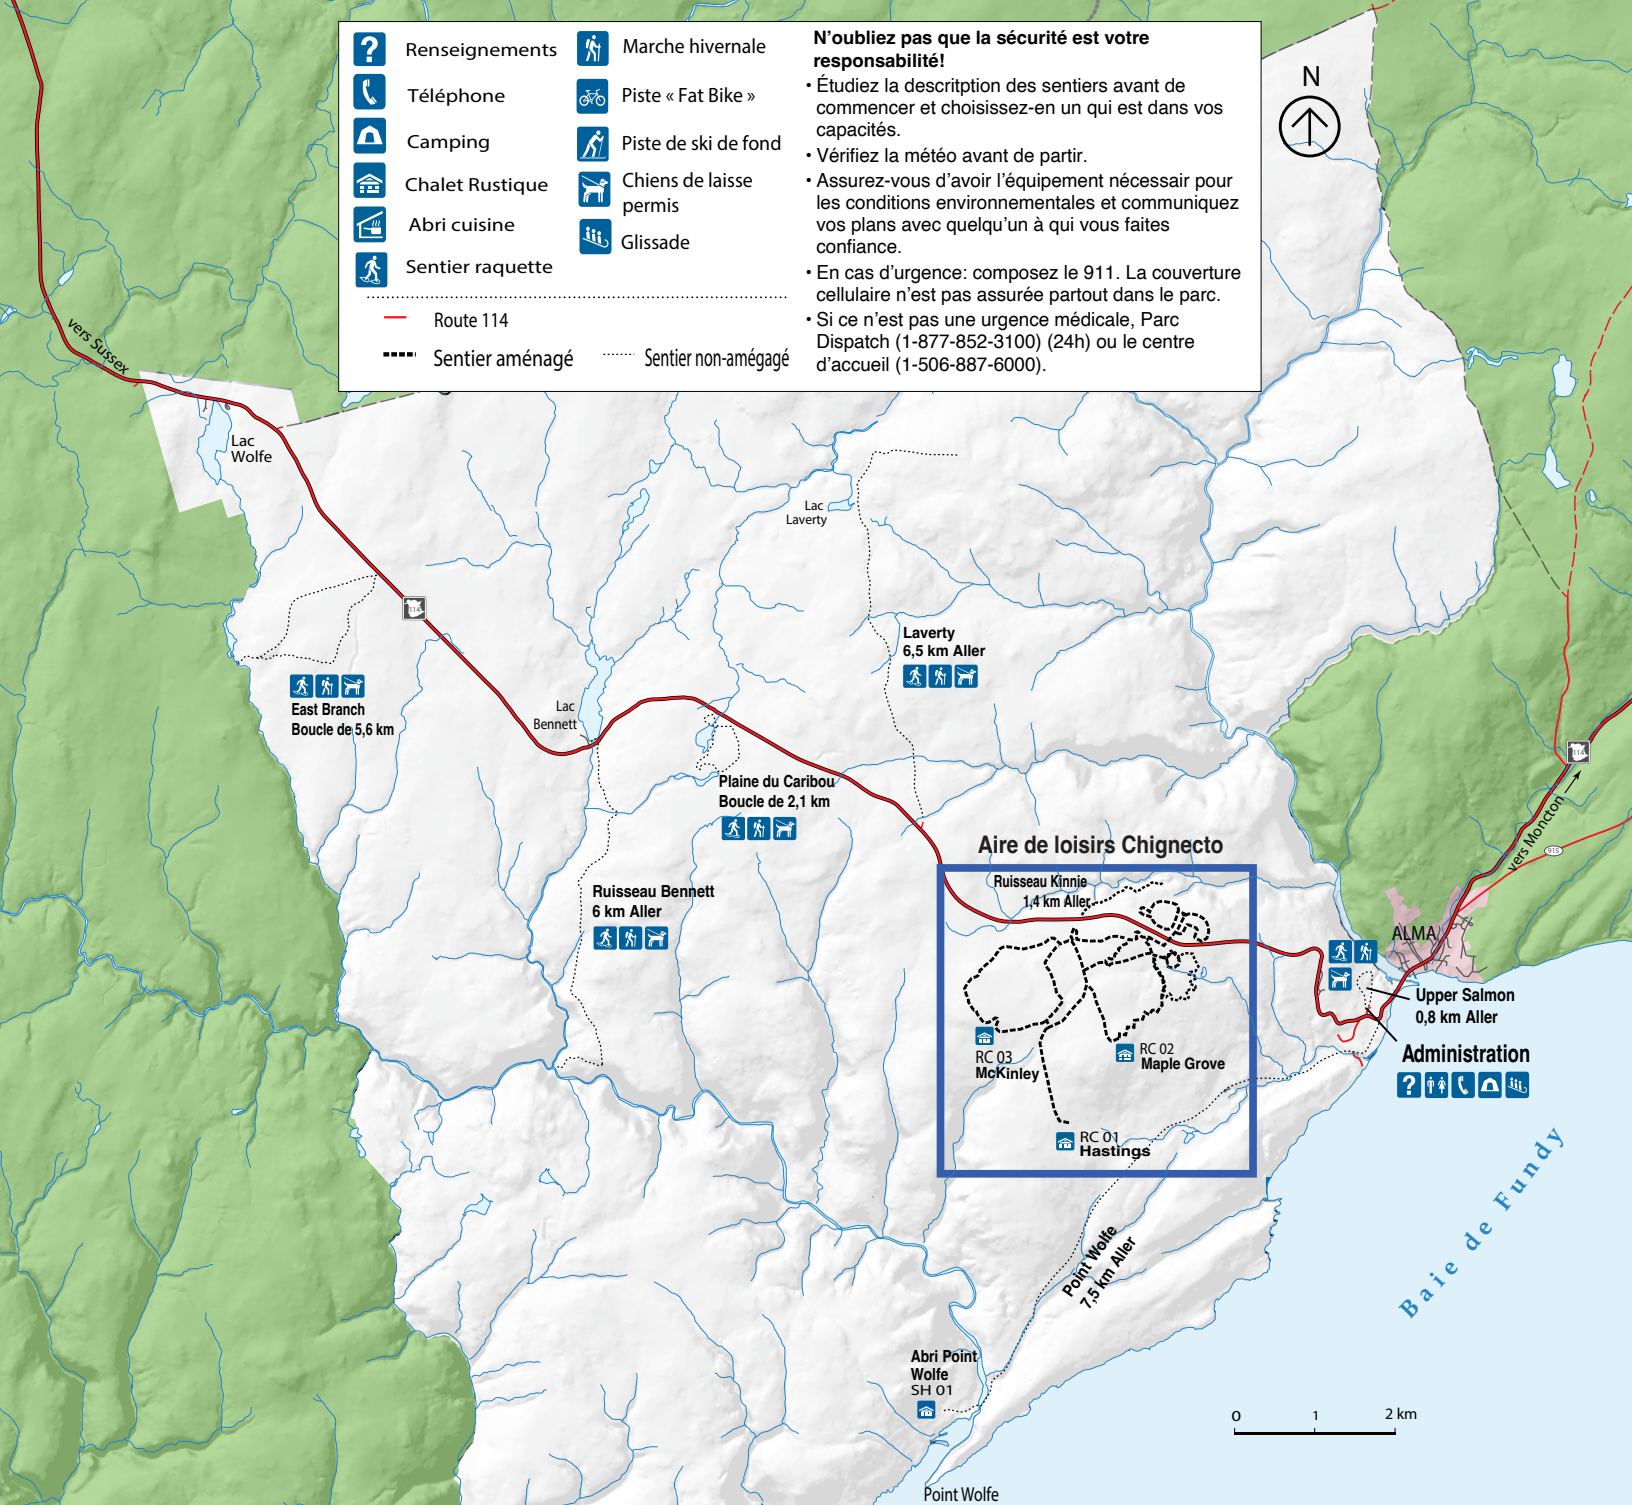 Renseignements
Téléphone
Camping
Chalet Rustique
Abri cuisine
Sentier raquette
Marche hivernale
Piste « Fat Bike »
Piste de ski de fond
Chiens de laisse
permis
Glissade
Route 114
Sentier aménagé
Sentier non-amégagé
N'oubliez pas que la sécurité est votre
responsabilité!
• Étudiez la descritption des sentiers avant de
commencer et choisissez-en un qui est dans vos
capacités.
• Vérifiez la météo avant de partir.
• Assurez-vous d'avoir l'équipement nécessair pour
les conditions environnementales et communiquez
vos plans avec quelqu'un à qui vous faites
confiance.
• En cas d'urgence: composez le 911. La couverture
cellulaire n'est pas assurée partout dans le parc.
• Si ce n'est pas une urgence médicale, Parc
Dispatch (1-877-852-3100) (24h) ou le centre
d'accueil (1-506-887-6000).
N
vers Sussex
Lac
Wolfe
Lac
Laverty
114
Laverty
6,5 km Aller
East Branch
Boucle de 5,6 km
Lac
Bennett
Plaine du Caribou
Boucle de 2,1 km
114
vers Moncton
915
Aire de loisirs Chignecto
Ruisseau Kinnie
1,4 km Aller
Ruisseau Bennett
6 km Aller
ALMA
Upper Salmon
0,8 km Aller
Administration
RC 03
McKinley
RC 02
Maple Grove
RC 01
Hastings
Baie de Fundy
Point Wolfe
7,5 km Aller
Abri Point
Wolfe
SH 01
0 1 2 km
Point Wolfe